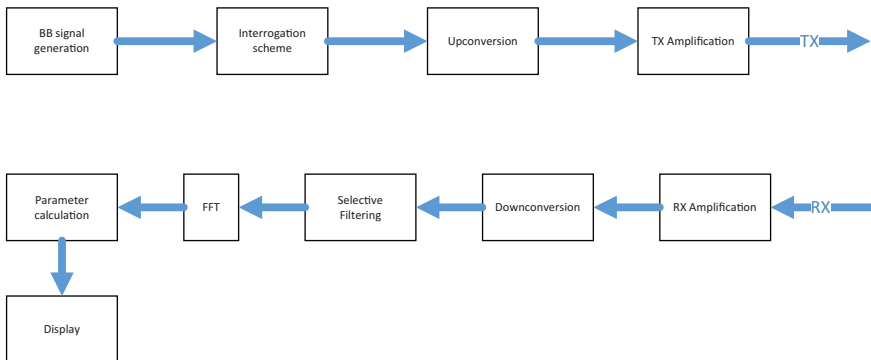 BB signal
generation
Interrogation
scheme
Upconversion
TX Amplification
TX
Parameter
calculation
FFT
Selective
Filtering
Downconversion
RX Amplification
RX
Display